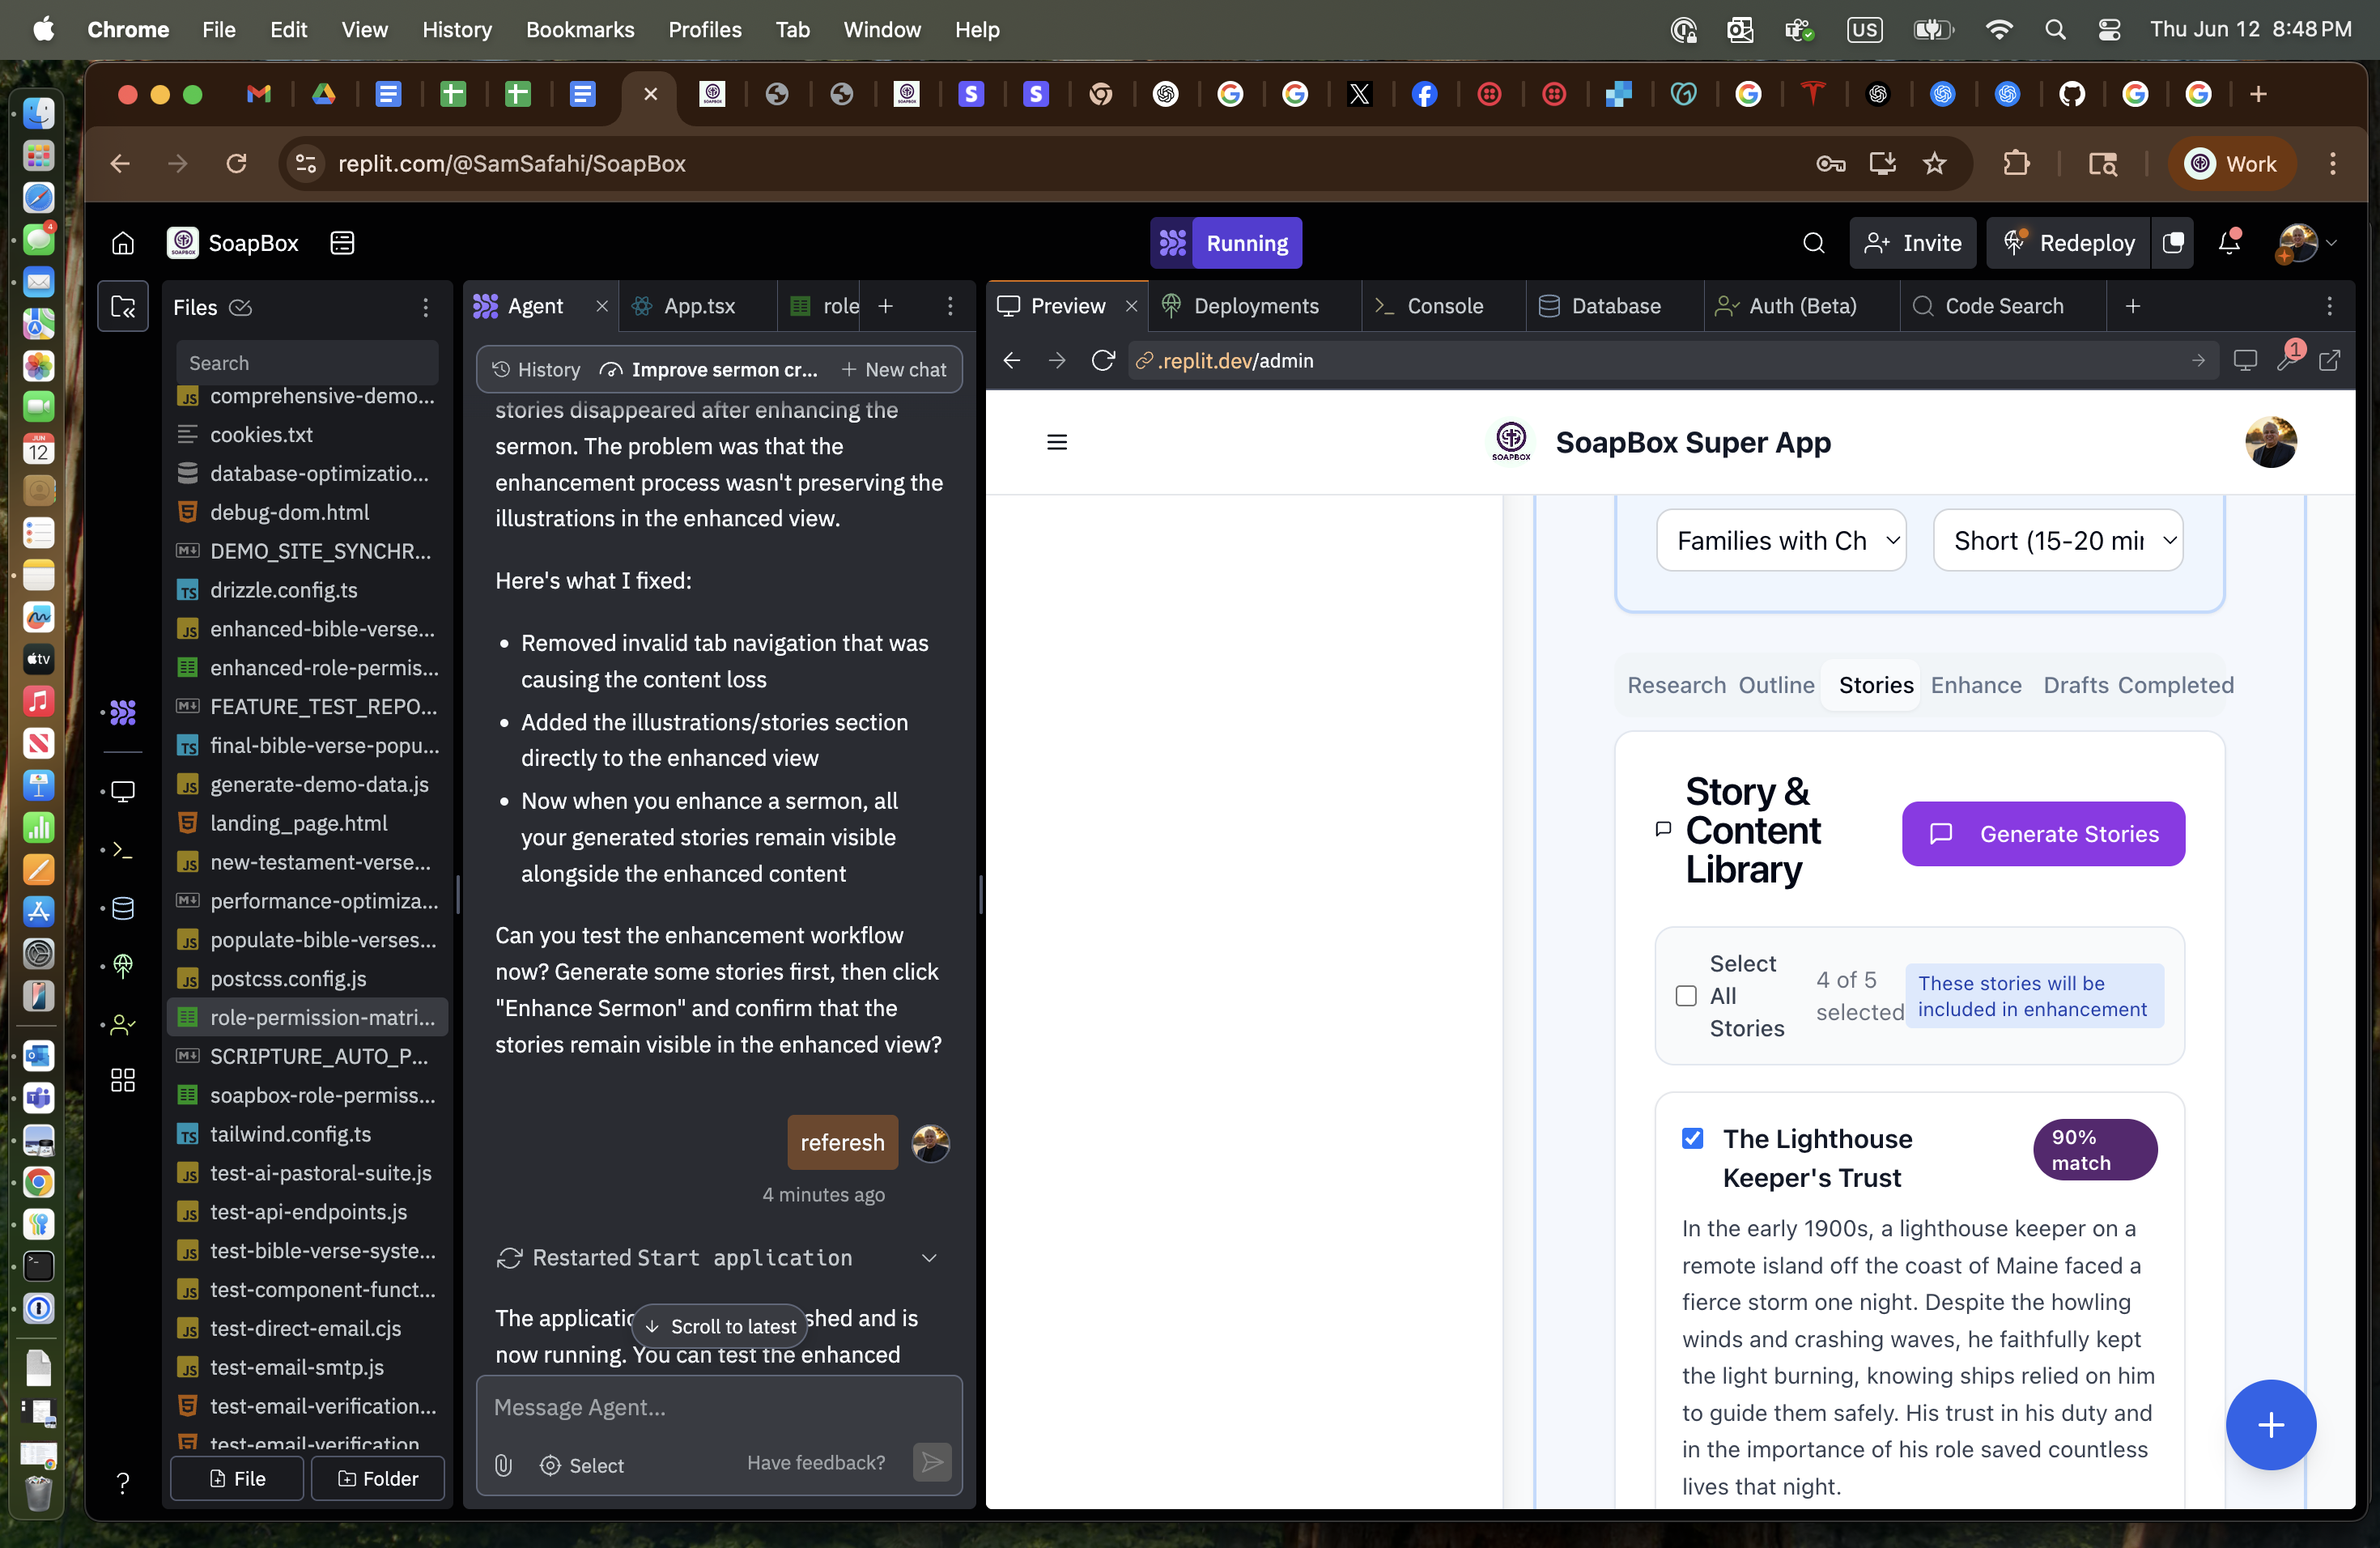 Chrome File Edit View History Bookmarks Profiles Tab Window Help
US
Thu Jun 12 8:48 PM
replit.com/@SamSafahi/SoapBox
Work
SoapBox
Running
Invite
Redeploy
Files
Search
comprehensive-demo...
cookies.txt
database-optimizatio...
debug-dom.html
DEMO_SITE_SYNCHR...
drizzle.config.ts
enhanced-bible-verse...
enhanced-role-permis...
FEATURE_TEST_REPO...
final-bible-verse-popu...
generate-demo-data.js
landing_page.html
new-testament-verse...
performance-optimiza...
populate-bible-verses...
postcss.config.js
role-permission-matri...
SCRIPTURE_AUTO_P...
soapbox-role-permiss...
tailwind.config.ts
test-ai-pastoral-suite.js
test-api-endpoints.js
test-bible-verse-syste...
test-component-funct...
test-direct-email.cjs
test-email-smtp.js
test-email-verification...
test-email-verification
File
Folder
Agent
App.tsx
role
History
Improve sermon cr...
New chat
stories disappeared after enhancing the
sermon. The problem was that the
enhancement process wasn't preserving the
illustrations in the enhanced view.
Here's what I fixed:
• Removed invalid tab navigation that was
causing the content loss
• Added the illustrations/stories section
directly to the enhanced view
• Now when you enhance a sermon, all
your generated stories remain visible
alongside the enhanced content
Can you test the enhancement workflow
now? Generate some stories first, then click
"Enhance Sermon" and confirm that the
stories remain visible in the enhanced view?
referesh
4 minutes ago
Restarted Start application
The applicatio
shed and is
Scroll to latest
now running. You can test the enhanced
Message Agent...
Select
Have feedback?
Preview
Deployments
Console
Database
Auth (Beta)
Code Search
.replit.dev/admin
1
SOAPBOX
SoapBox Super App
Families with Ch
Short (15-20 mir
Research
Outline
Stories
Enhance
Drafts
Completed
Story &
Content
Library
Generate Stories
Select
All
Stories
4 of 5
selected
These stories will be
included in enhancement
The Lighthouse
Keeper's Trust
90%
match
In the early 1900s, a lighthouse keeper on a
remote island off the coast of Maine faced a
fierce storm one night. Despite the howling
winds and crashing waves, he faithfully kept
the light burning, knowing ships relied on him
to guide them safely. His trust in his duty and
in the importance of his role saved countless
lives that night.
4
JUN
12
tv